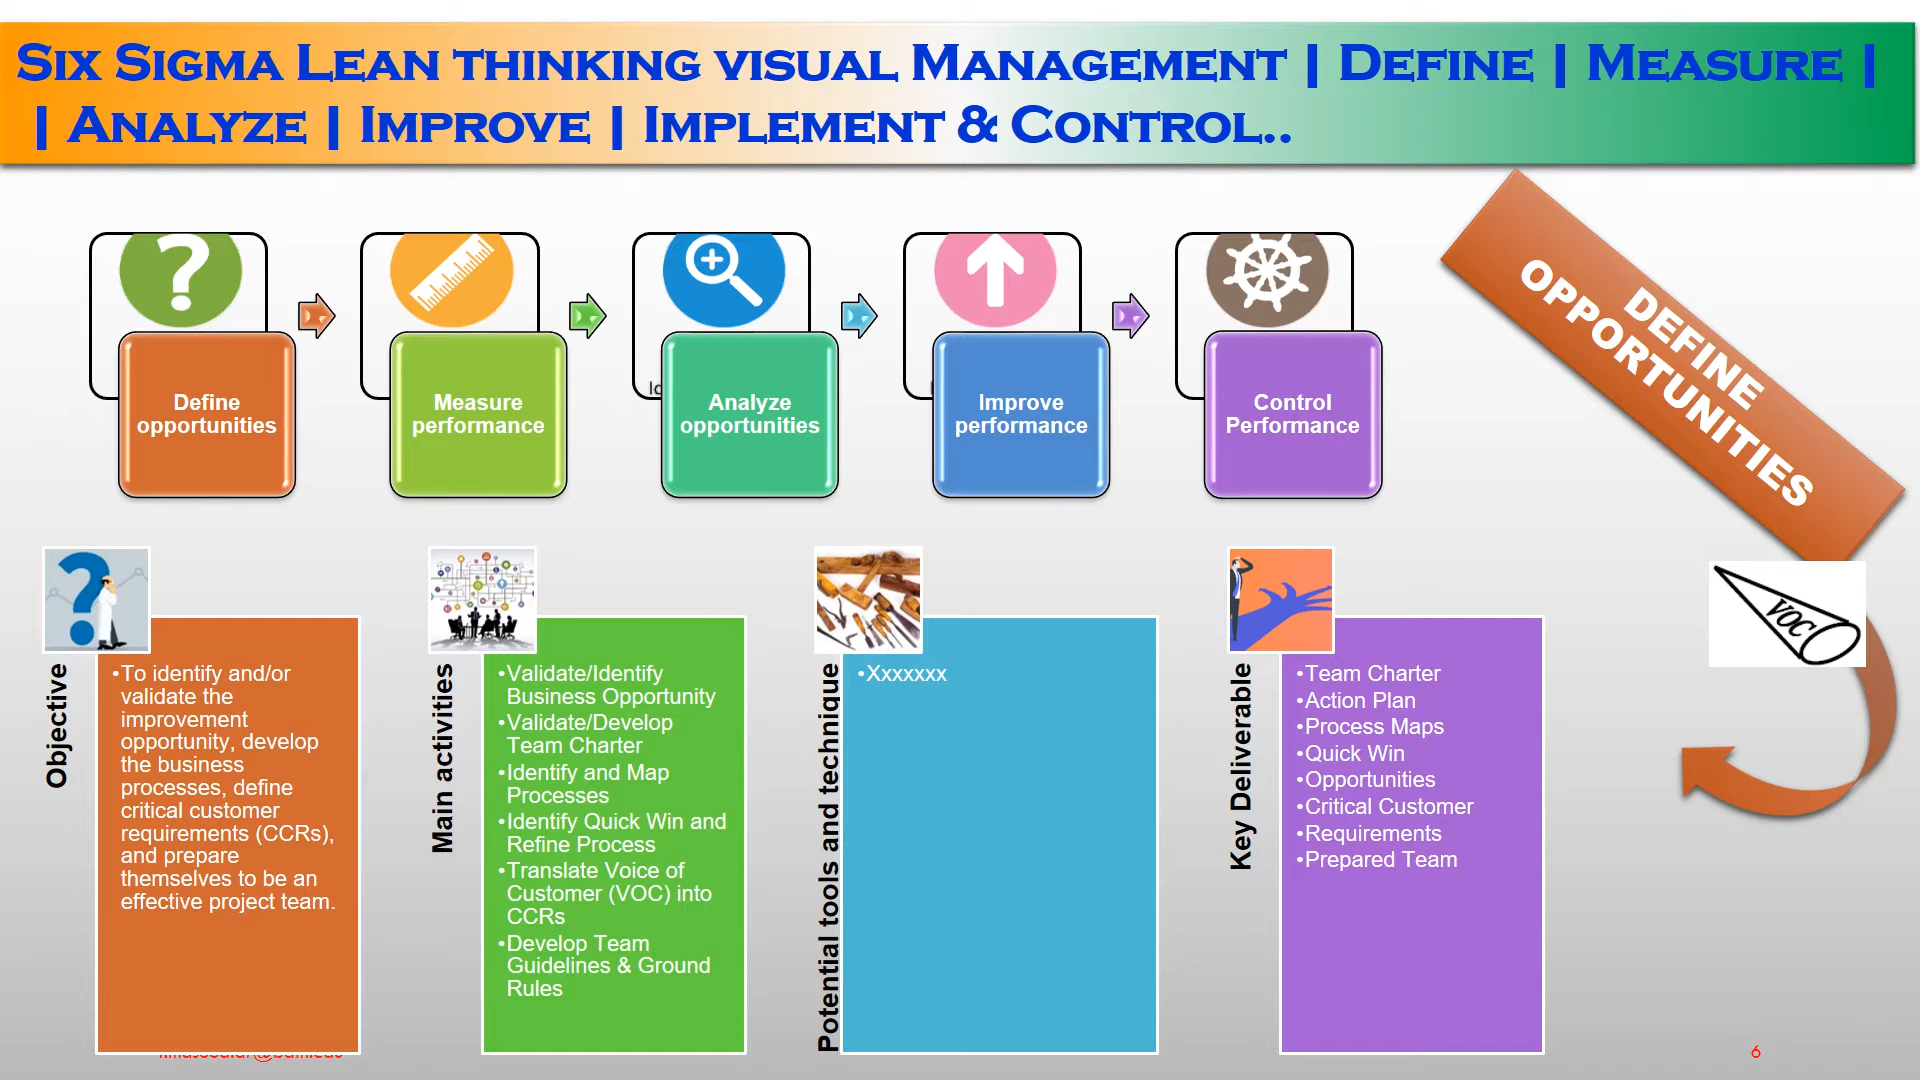 Six Sigma Lean thinking visual Management | Define | Measure |
| Analyze | Improve | Implement & Control..
DEFINE
OPPORTUNITIES
Define
opportunities
Measure
performance
Analyze
opportunities
Improve
performance
Control
Performance
VOC
Objective
•To identify and/or
validate the
improvement
opportunity, develop
the business
processes, define
critical customer
requirements (CCRs),
and prepare
themselves to be an
effective project team.
Main activities
•Validate/Identify
Business Opportunity
•Validate/Develop
Team Charter
•Identify and Map
Processes
•Identify Quick Win and
Refine Process
•Translate Voice of
Customer (VOC) into
CCRs
•Develop Team
Guidelines & Ground
Rules
Potential tools and technique
•Xxxxxxx
Key Deliverable
•Team Charter
•Action Plan
•Process Maps
•Quick Win
•Opportunities
•Critical Customer
•Requirements
•Prepared Team
6